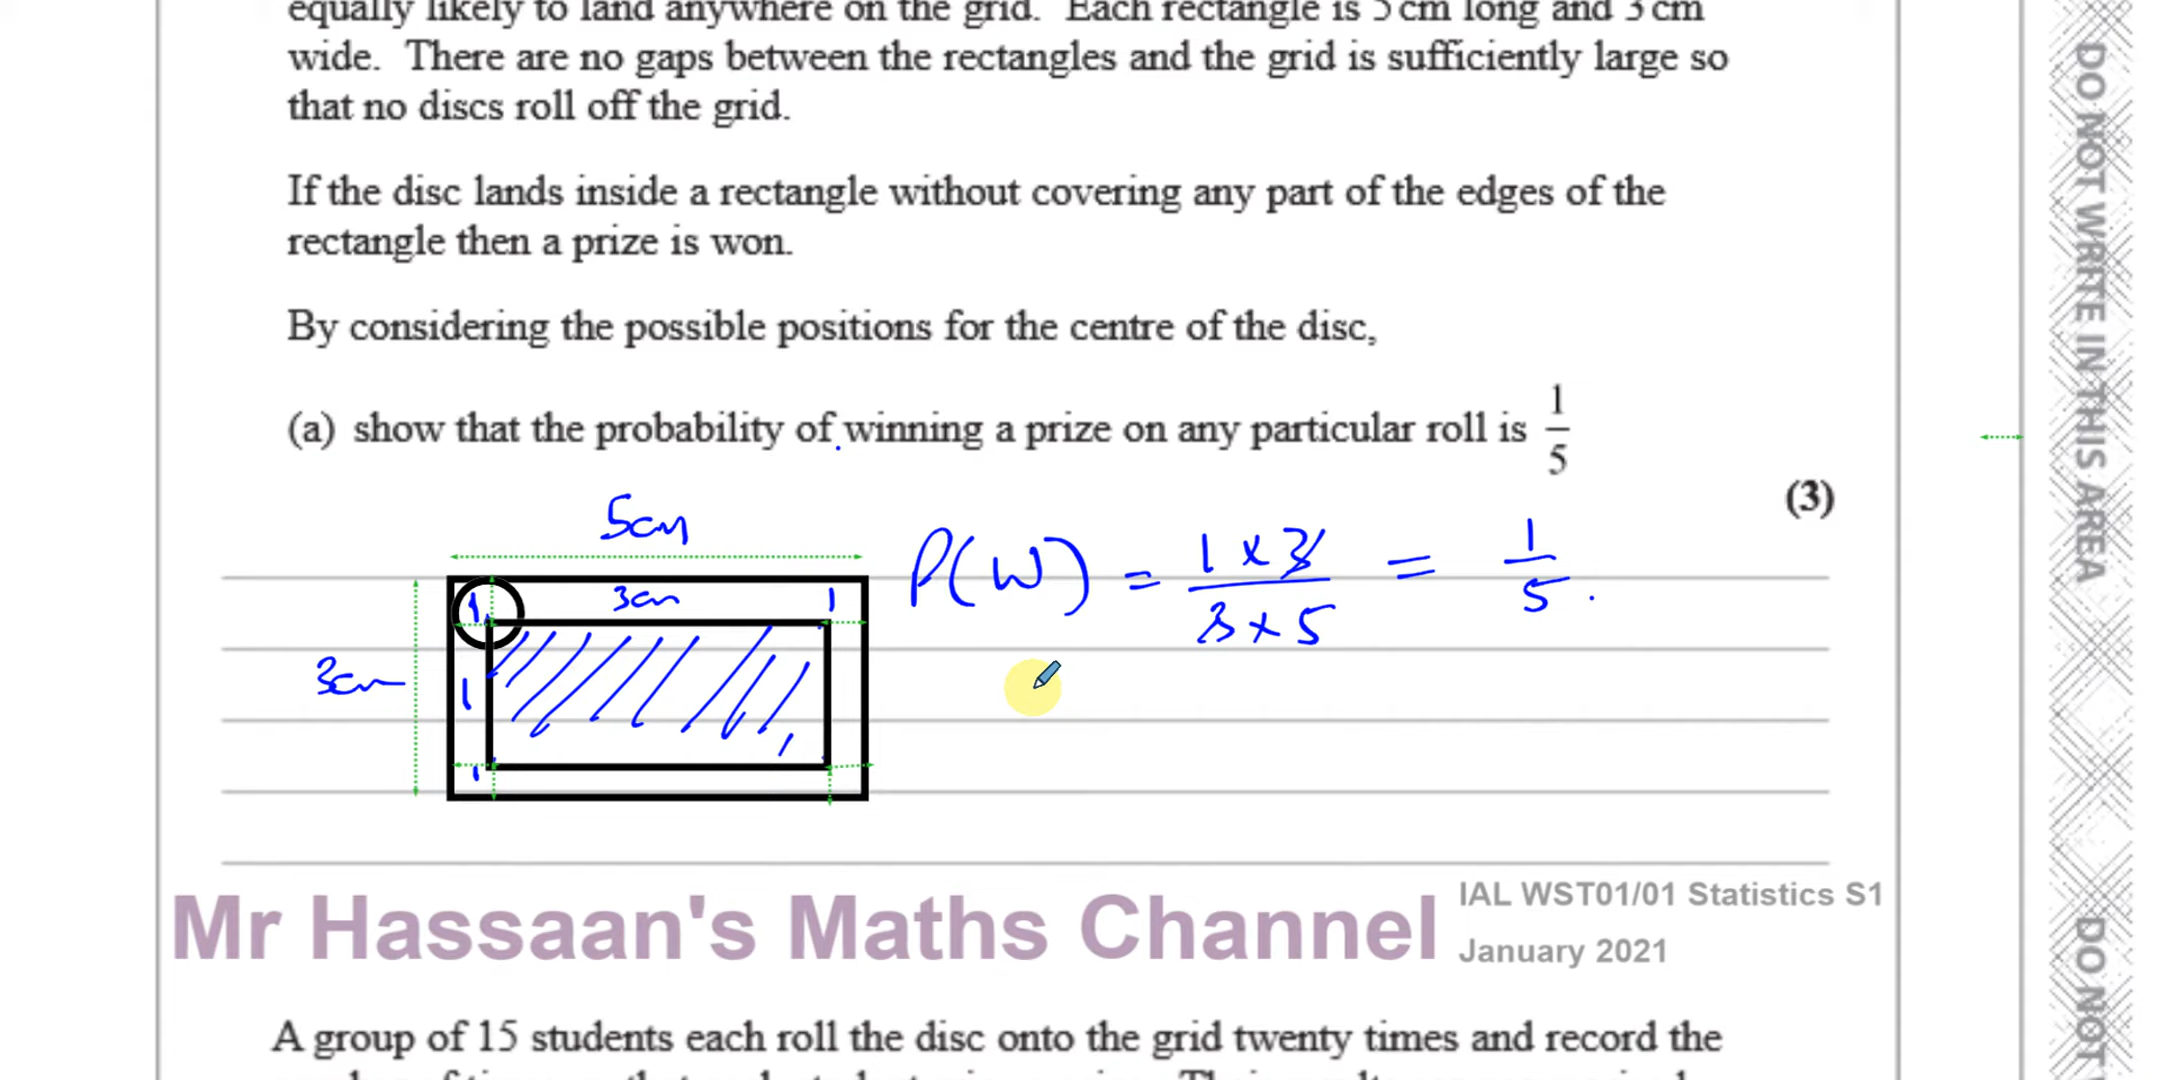 equally likely to land anywhere on the grid. Each rectangle is 5 cm long and 3 cm
wide. There are no gaps between the rectangles and the grid is sufficiently large so
that no discs roll off the grid.
If the disc lands inside a rectangle without covering any part of the edges of the
rectangle then a prize is won.
By considering the possible positions for the centre of the disc,
(a) show that the probability of winning a prize on any particular roll is 1/5
(3)
5cm
P(W) = 1 × 3 / 3 × 5 = 1/5.
1 3cm 1
3cm
1
1
Mr Hassaan's Maths Channel
IAL WST01/01 Statistics S1
January 2021
A group of 15 students each roll the disc onto the grid twenty times and record the
DO NOT WRITE IN THIS AREA
DO NOT